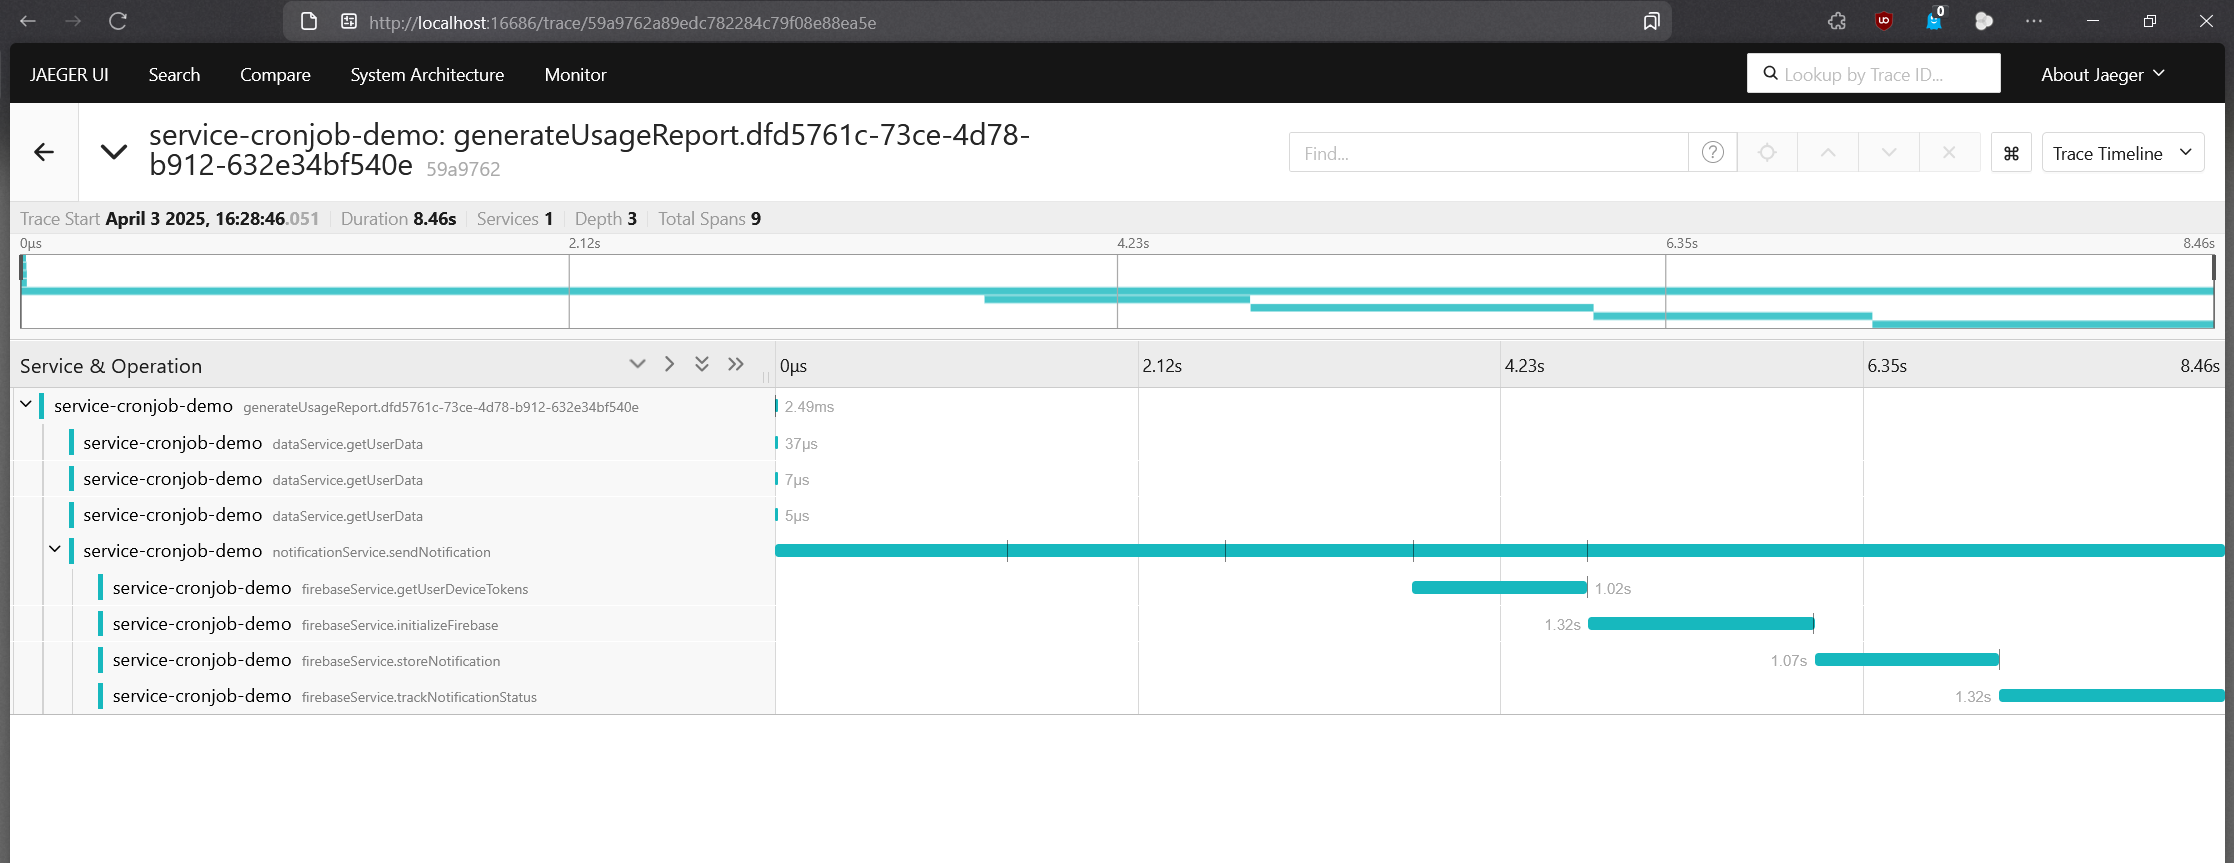 http://localhost:16686/trace/59a9762a89edc782284c79f08e88ea5e
0
JAEGER UI Search Compare System Architecture Monitor Lookup by Trace ID... About Jaeger
service-cronjob-demo: generateUsageReport.dfd5761c-73ce-4d78-
b912-632e34bf540e 59a9762
Find... ? ⌘ Trace Timeline
Trace Start April 3 2025, 16:28:46.051 Duration 8.46s Services 1 Depth 3 Total Spans 9
0μs 2.12s 4.23s 6.35s 8.46s
Service & Operation 0μs 2.12s 4.23s 6.35s 8.46s
service-cronjob-demo generateUsageReport.dfd5761c-73ce-4d78-b912-632e34bf540e 2.49ms
service-cronjob-demo dataService.getUserData 37μs
service-cronjob-demo dataService.getUserData 7μs
service-cronjob-demo dataService.getUserData 5μs
service-cronjob-demo notificationService.sendNotification
service-cronjob-demo firebaseService.getUserDeviceTokens 1.02s
service-cronjob-demo firebaseService.initializeFirebase 1.32s
service-cronjob-demo firebaseService.storeNotification 1.07s
service-cronjob-demo firebaseService.trackNotificationStatus 1.32s